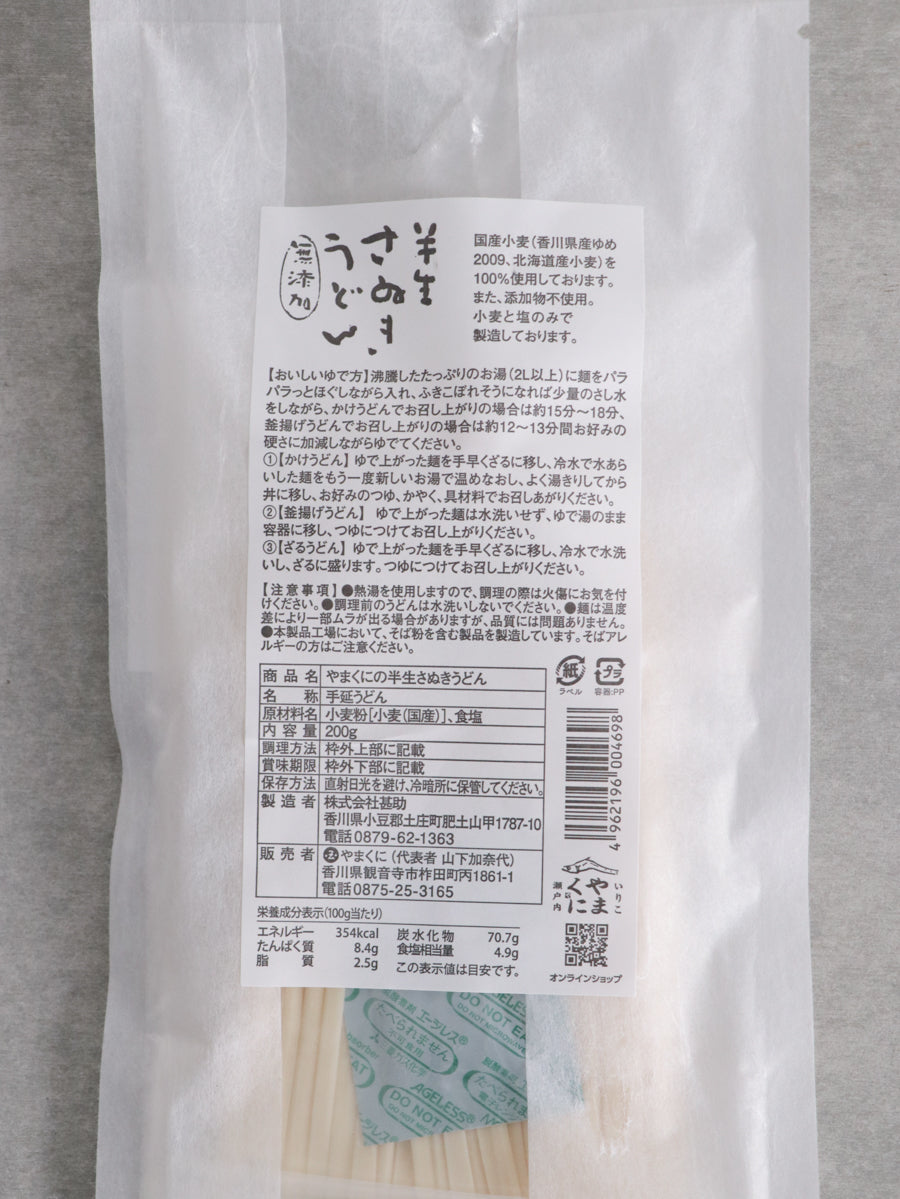 半生
さぬき
うどん
無添加
国産小麦(香川県産ゆめ
2009、北海道産小麦)を
100%使用しております。
また、添加物不使用。
小麦と塩のみで
製造しております。
【おいしいゆで方】沸騰したたっぷりのお湯(2L以上)に麺をパラ
パラっとほぐしながら入れ、ふきこぼれそうになれば少量のさし水
をしながら、かけうどんでお召し上がりの場合は約15分〜18分、
釜揚げうどんでお召し上がりの場合は約12〜13分間お好みの
硬さに加減しながらゆでてください。
①【かけうどん】ゆで上がった麺を手早くざるに移し、冷水で水あら
いした麺をもう一度新しいお湯で温めなおし、よく湯きりしてから
丼に移し、お好みのつゆ、かやく、具材料でお召しあがりください。
②【釜揚げうどん】 ゆで上がった麺は水洗いせず、ゆで湯のまま
容器に移し、つゆにつけてお召し上がりください。
③【ざるうどん】ゆで上がった麺を手早くざるに移し、冷水で水洗
いし、ざるに盛ります。つゆにつけてお召し上がりください。
【注意事項】●熱湯を使用しますので、調理の際は火傷にお気を付
けください。●調理前のうどんは水洗いしないでください。●麺は温度
差により一部ムラが出る場合がありますが、品質には問題ありません。
●本製品工場において、そば粉を含む製品を製造しています。そばアレ
ルギーの方はご注意ください。
商品名 やまくにの半生さぬきうどん
名称 手延うどん
原材料名 小麦粉[小麦(国産)]、食塩
内容量 200g
調理方法 枠外上部に記載
賞味期限 枠外下部に記載
保存方法 直射日光を避け、冷暗所に保管してください。
製造者 株式会社甚助
香川県小豆郡土庄町肥土山甲1787-10
電話0879-62-1363
販売者 やまくに(代表者 山下加奈代)
香川県観音寺市柞田町丙1861-1
電話0875-25-3165
紙
ラベル
プラ
容器:PP
4962196004698
いりこ
やまくに
瀬戸内
オンラインショップ
栄養成分表示(100g当たり)
エネルギー 354kcal 炭水化物 70.7g
たんぱく質 8.4g 食塩相当量 4.9g
脂質 2.5g この表示値は目安です。
エージレス®
たべられません
不可食用
AGELESS®
DO NOT EA
DO NOT MICROWAVE
AGELESS®
DO NOT
たべられま